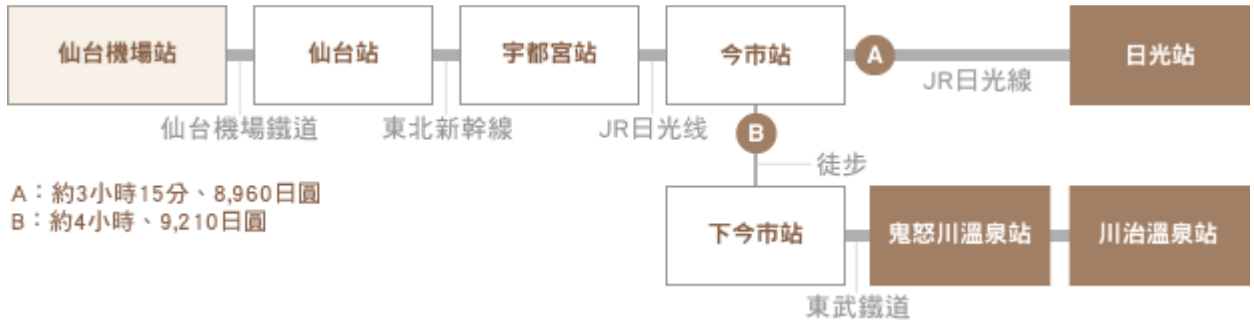 仙台機場站
仙台站
宇都宮站
今市站
A
日光站
仙台機場鐵道
東北新幹線
JR日光线
JR日光線
B
徒步
A：約3小時15分、8,960日圓
B：約4小時、9,210日圓
下今市站
鬼怒川溫泉站
川治溫泉站
東武鐵道